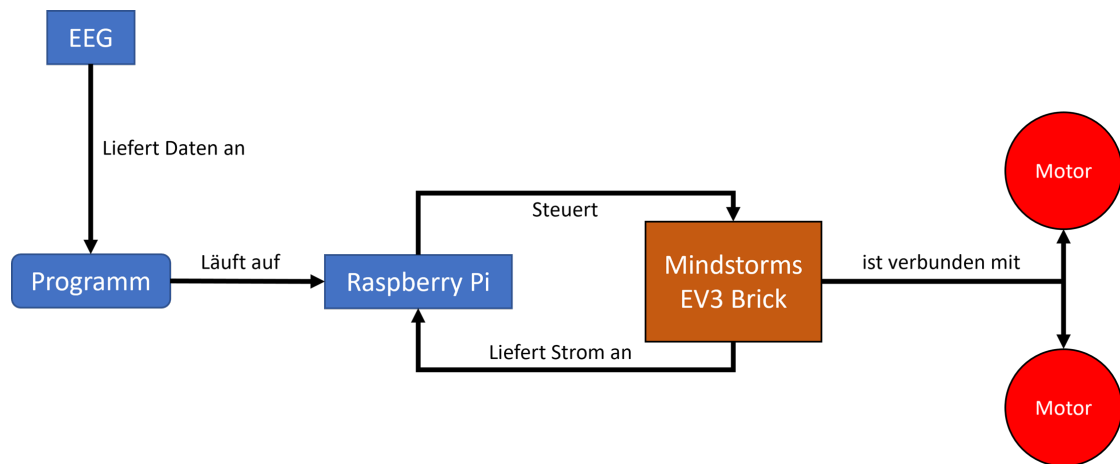 EEG
Liefert Daten an
Programm
Läuft auf
Raspberry Pi
Steuert
Liefert Strom an
Mindstorms
EV3 Brick
ist verbunden mit
Motor
Motor